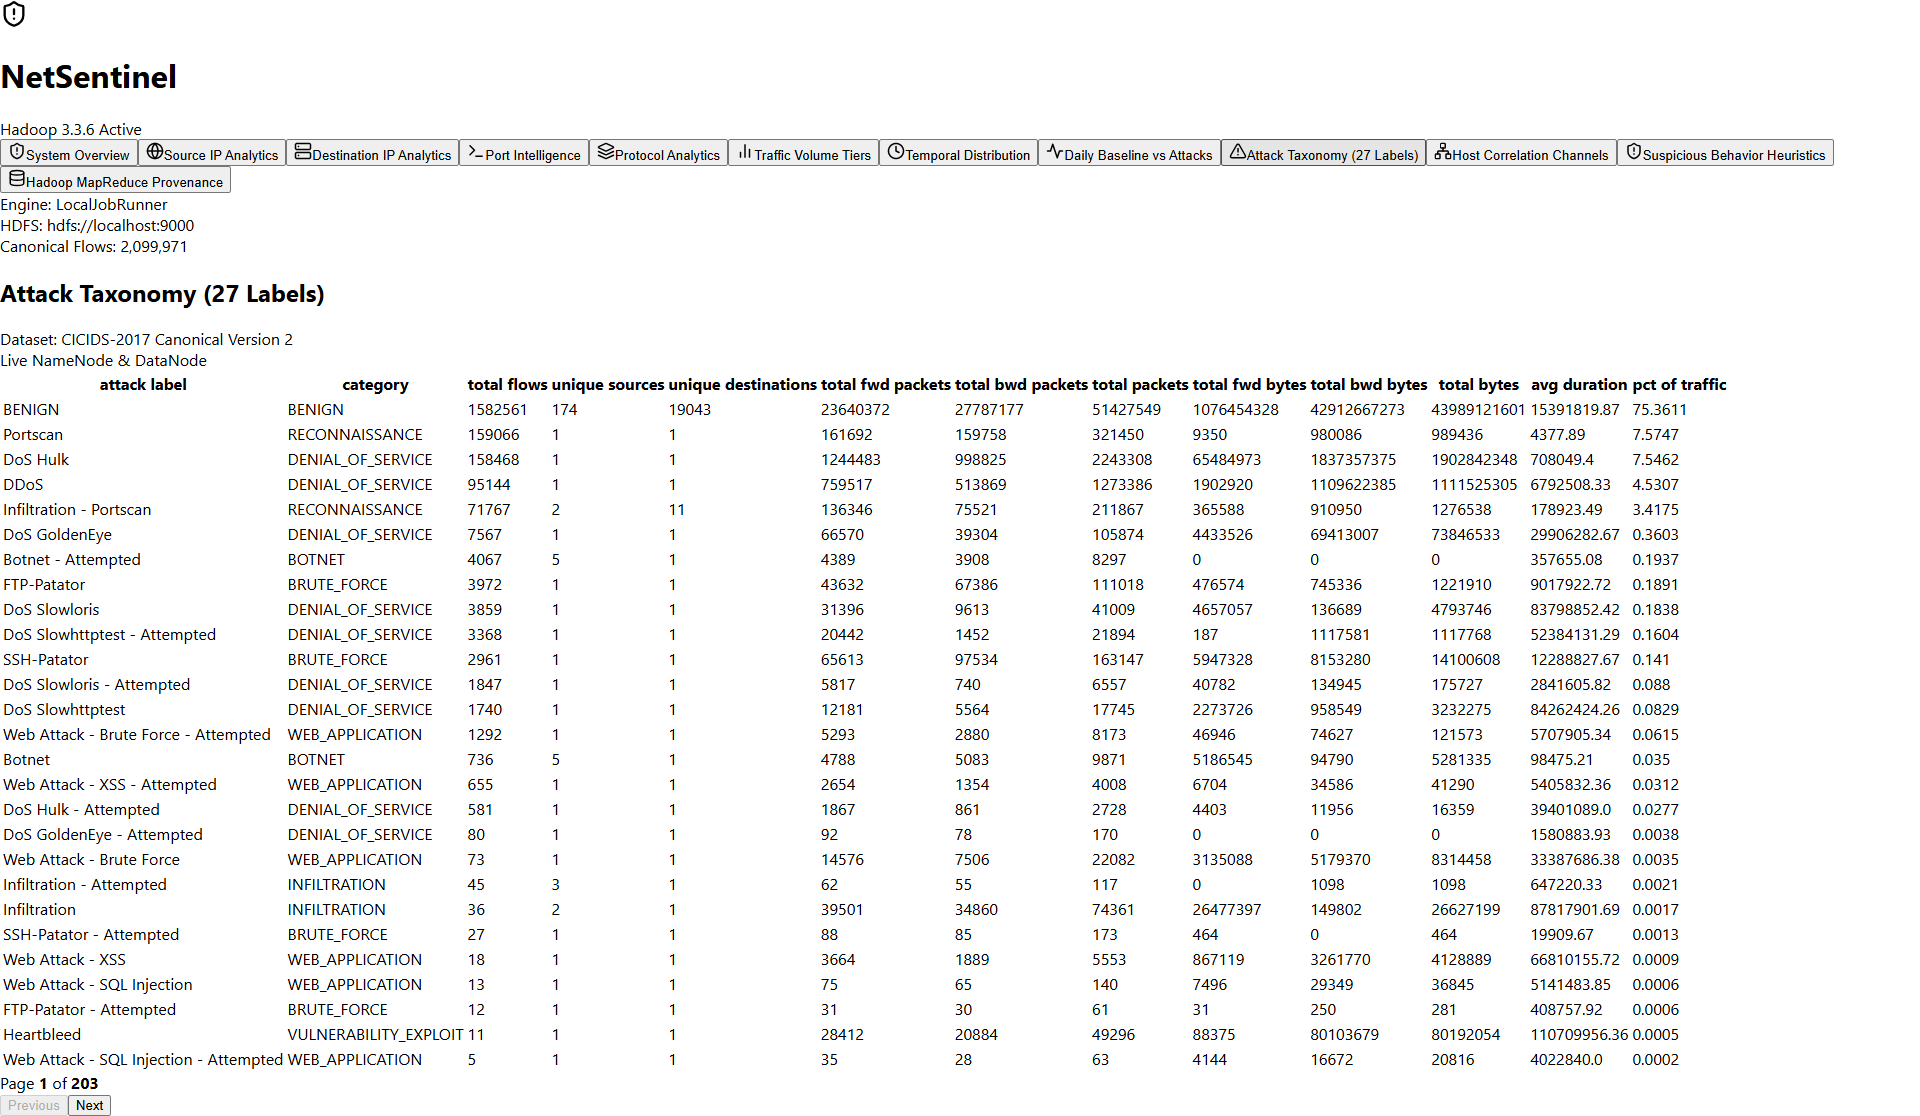 NetSentinel
Hadoop 3.3.6 Active
System Overview Source IP Analytics Destination IP Analytics Port Intelligence Protocol Analytics Traffic Volume Tiers Temporal Distribution Daily Baseline vs Attacks Attack Taxonomy (27 Labels) Host Correlation Channels Suspicious Behavior Heuristics
Hadoop MapReduce Provenance
Engine: LocalJobRunner
HDFS: hdfs://localhost:9000
Canonical Flows: 2,099,971
Attack Taxonomy (27 Labels)
Dataset: CICIDS-2017 Canonical Version 2
Live NameNode & DataNode
attack label category total flows unique sources unique destinations total fwd packets total bwd packets total packets total fwd bytes total bwd bytes total bytes avg duration pct of traffic
BENIGN BENIGN 1582561 174 19043 23640372 27787177 51427549 1076454328 42912667273 43989121601 15391819.87 75.3611
Portscan RECONNAISSANCE 159066 1 1 161692 159758 321450 9350 980086 989436 4377.89 7.5747
DoS Hulk DENIAL_OF_SERVICE 158468 1 1 1244483 998825 2243308 65484973 1837357375 1902842348 708049.4 7.5462
DDoS DENIAL_OF_SERVICE 95144 1 1 759517 513869 1273386 1902920 1109622385 1111525305 6792508.33 4.5307
Infiltration - Portscan RECONNAISSANCE 71767 2 11 136346 75521 211867 365588 910950 1276538 178923.49 3.4175
DoS GoldenEye DENIAL_OF_SERVICE 7567 1 1 66570 39304 105874 4433526 69413007 73846533 29906282.67 0.3603
Botnet - Attempted BOTNET 4067 5 1 4389 3908 8297 0 0 0 357655.08 0.1937
FTP-Patator BRUTE_FORCE 3972 1 1 43632 67386 111018 476574 745336 1221910 9017922.72 0.1891
DoS Slowloris DENIAL_OF_SERVICE 3859 1 1 31396 9613 41009 4657057 136689 4793746 83798852.42 0.1838
DoS Slowhttptest - Attempted DENIAL_OF_SERVICE 3368 1 1 20442 1452 21894 187 1117581 1117768 52384131.29 0.1604
SSH-Patator BRUTE_FORCE 2961 1 1 65613 97534 163147 5947328 8153280 14100608 12288827.67 0.141
DoS Slowloris - Attempted DENIAL_OF_SERVICE 1847 1 1 5817 740 6557 40782 134945 175727 2841605.82 0.088
DoS Slowhttptest DENIAL_OF_SERVICE 1740 1 1 12181 5564 17745 2273726 958549 3232275 84262424.26 0.0829
Web Attack - Brute Force - Attempted WEB_APPLICATION 1292 1 1 5293 2880 8173 46946 74627 121573 5707905.34 0.0615
Botnet BOTNET 736 5 1 4788 5083 9871 5186545 94790 5281335 98475.21 0.035
Web Attack - XSS - Attempted WEB_APPLICATION 655 1 1 2654 1354 4008 6704 34586 41290 5405832.36 0.0312
DoS Hulk - Attempted DENIAL_OF_SERVICE 581 1 1 1867 861 2728 4403 11956 16359 39401089.0 0.0277
DoS GoldenEye - Attempted DENIAL_OF_SERVICE 80 1 1 92 78 170 0 0 0 1580883.93 0.0038
Web Attack - Brute Force WEB_APPLICATION 73 1 1 14576 7506 22082 3135088 5179370 8314458 33387686.38 0.0035
Infiltration - Attempted INFILTRATION 45 3 1 62 55 117 0 1098 1098 647220.33 0.0021
Infiltration INFILTRATION 36 2 1 39501 34860 74361 26477397 149802 26627199 87817901.69 0.0017
SSH-Patator - Attempted BRUTE_FORCE 27 1 1 88 85 173 464 0 464 19909.67 0.0013
Web Attack - XSS WEB_APPLICATION 18 1 1 3664 1889 5553 867119 3261770 4128889 66810155.72 0.0009
Web Attack - SQL Injection WEB_APPLICATION 13 1 1 75 65 140 7496 29349 36845 5141483.85 0.0006
FTP-Patator - Attempted BRUTE_FORCE 12 1 1 31 30 61 31 250 281 408757.92 0.0006
Heartbleed VULNERABILITY_EXPLOIT 11 1 1 28412 20884 49296 88375 80103679 80192054 110709956.36 0.0005
Web Attack - SQL Injection - Attempted WEB_APPLICATION 5 1 1 35 28 63 4144 16672 20816 4022840.0 0.0002
Page 1 of 203
Previous Next